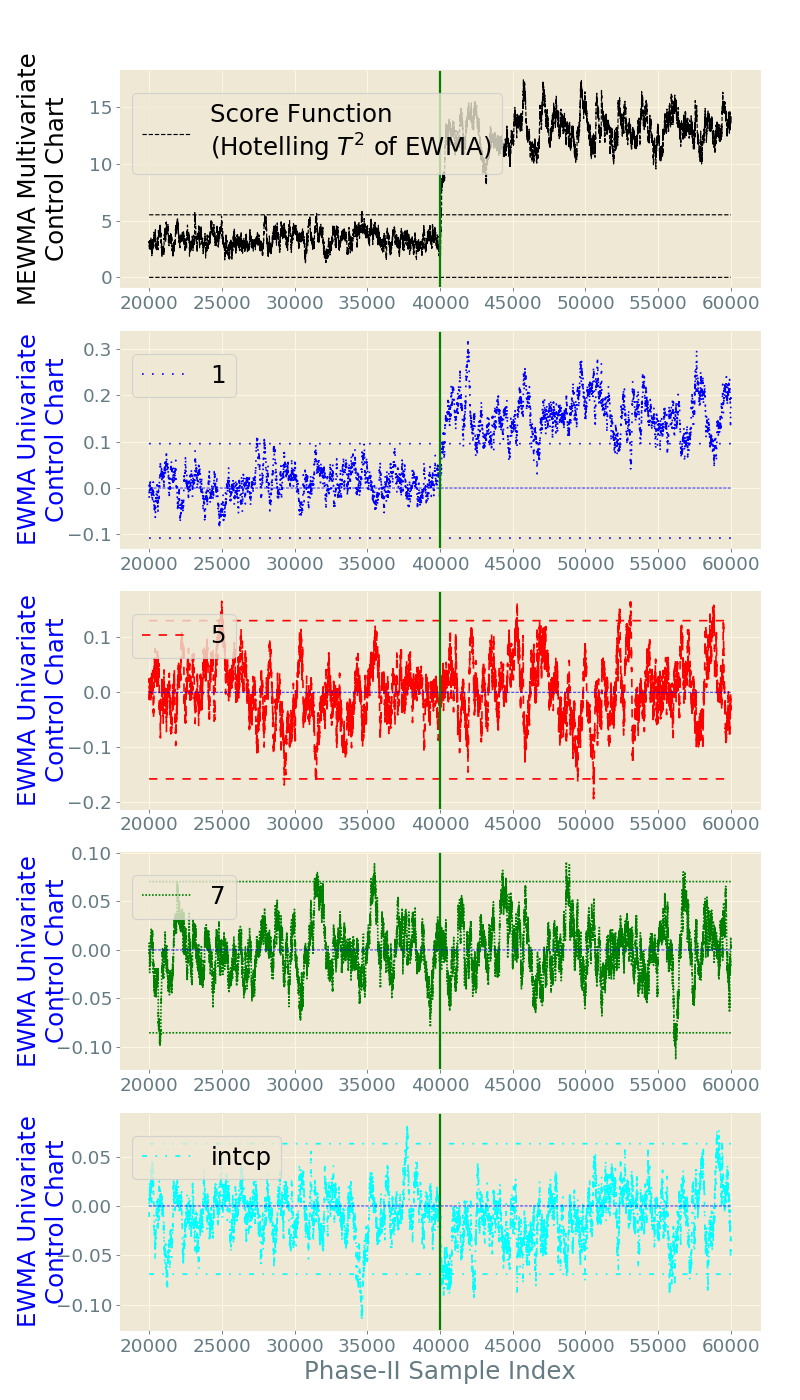 MEWMA Multivariate
Control Chart
15
10
5
0
Score Function
(Hotelling T² of EWMA)
20000 25000 30000 35000 40000 45000 50000 55000 60000
EWMA Univariate
Control Chart
0.3
0.2
0.1
0.0
−0.1
1
20000 25000 30000 35000 40000 45000 50000 55000 60000
EWMA Univariate
Control Chart
0.1
0.0
−0.1
−0.2
5
20000 25000 30000 35000 40000 45000 50000 55000 60000
EWMA Univariate
Control Chart
0.10
0.05
0.00
−0.05
−0.10
7
20000 25000 30000 35000 40000 45000 50000 55000 60000
EWMA Univariate
Control Chart
0.05
0.00
−0.05
−0.10
intcp
20000 25000 30000 35000 40000 45000 50000 55000 60000
Phase-II Sample Index